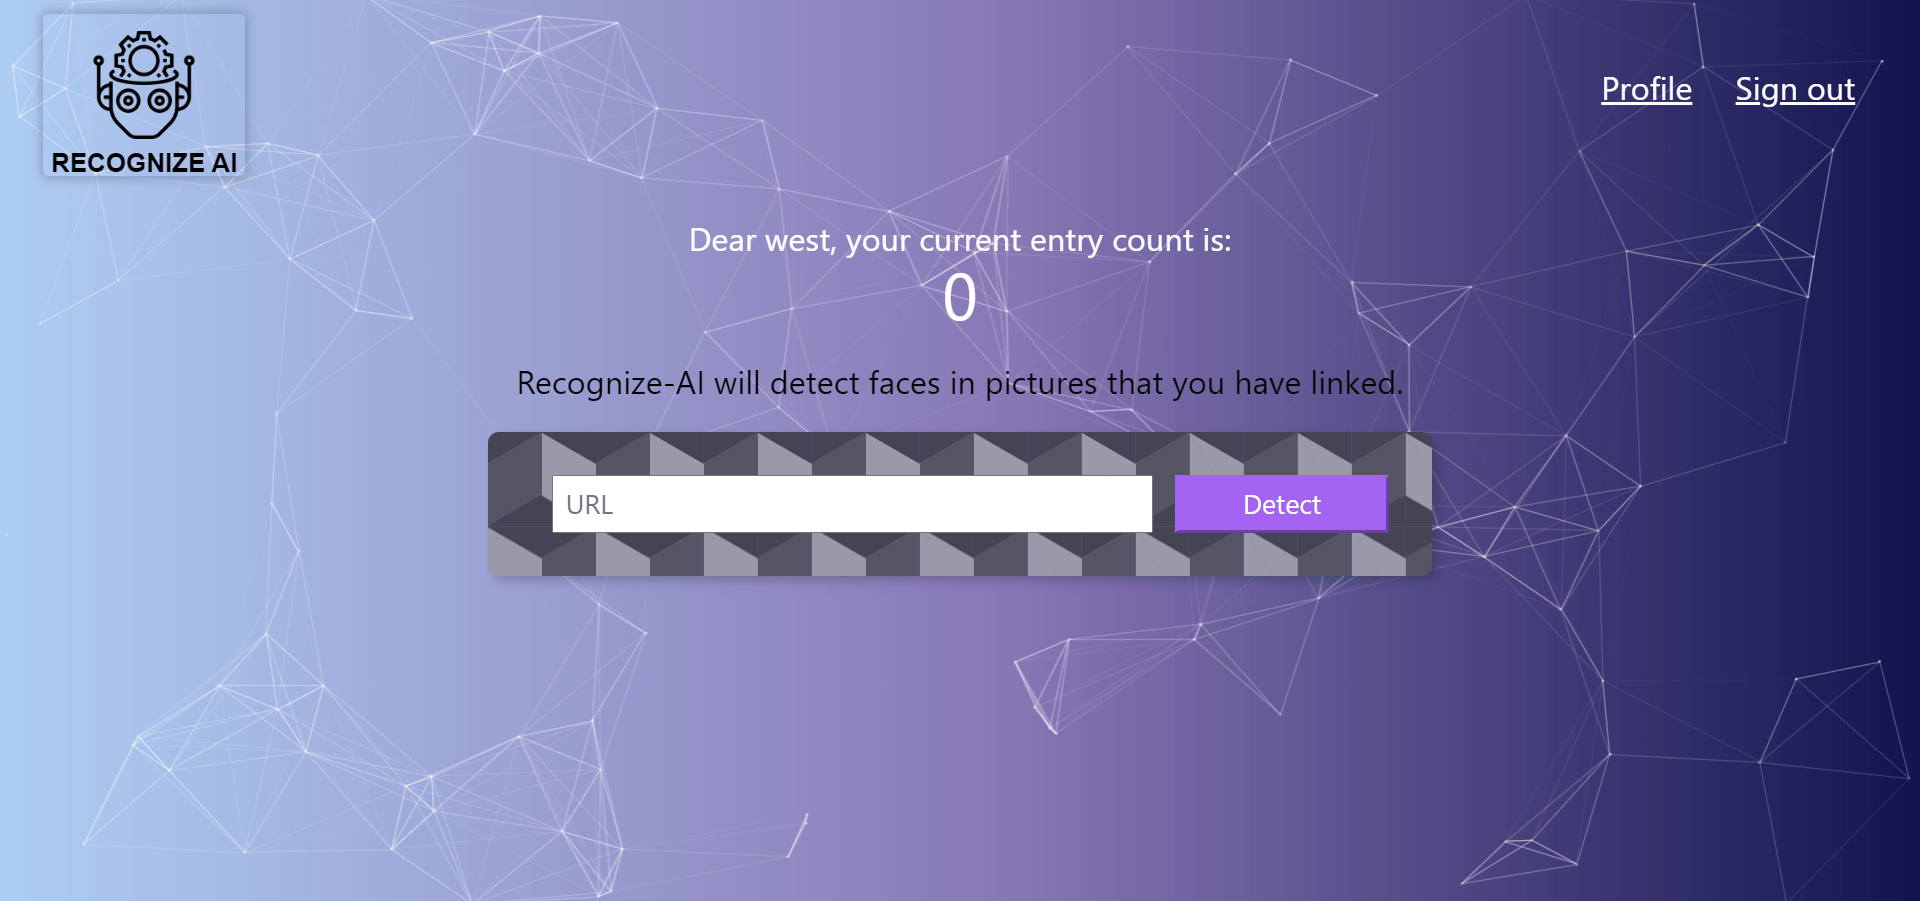 RECOGNIZE AI
Profile
Sign out
Dear west, your current entry count is:
0
Recognize-AI will detect faces in pictures that you have linked.
URL
Detect